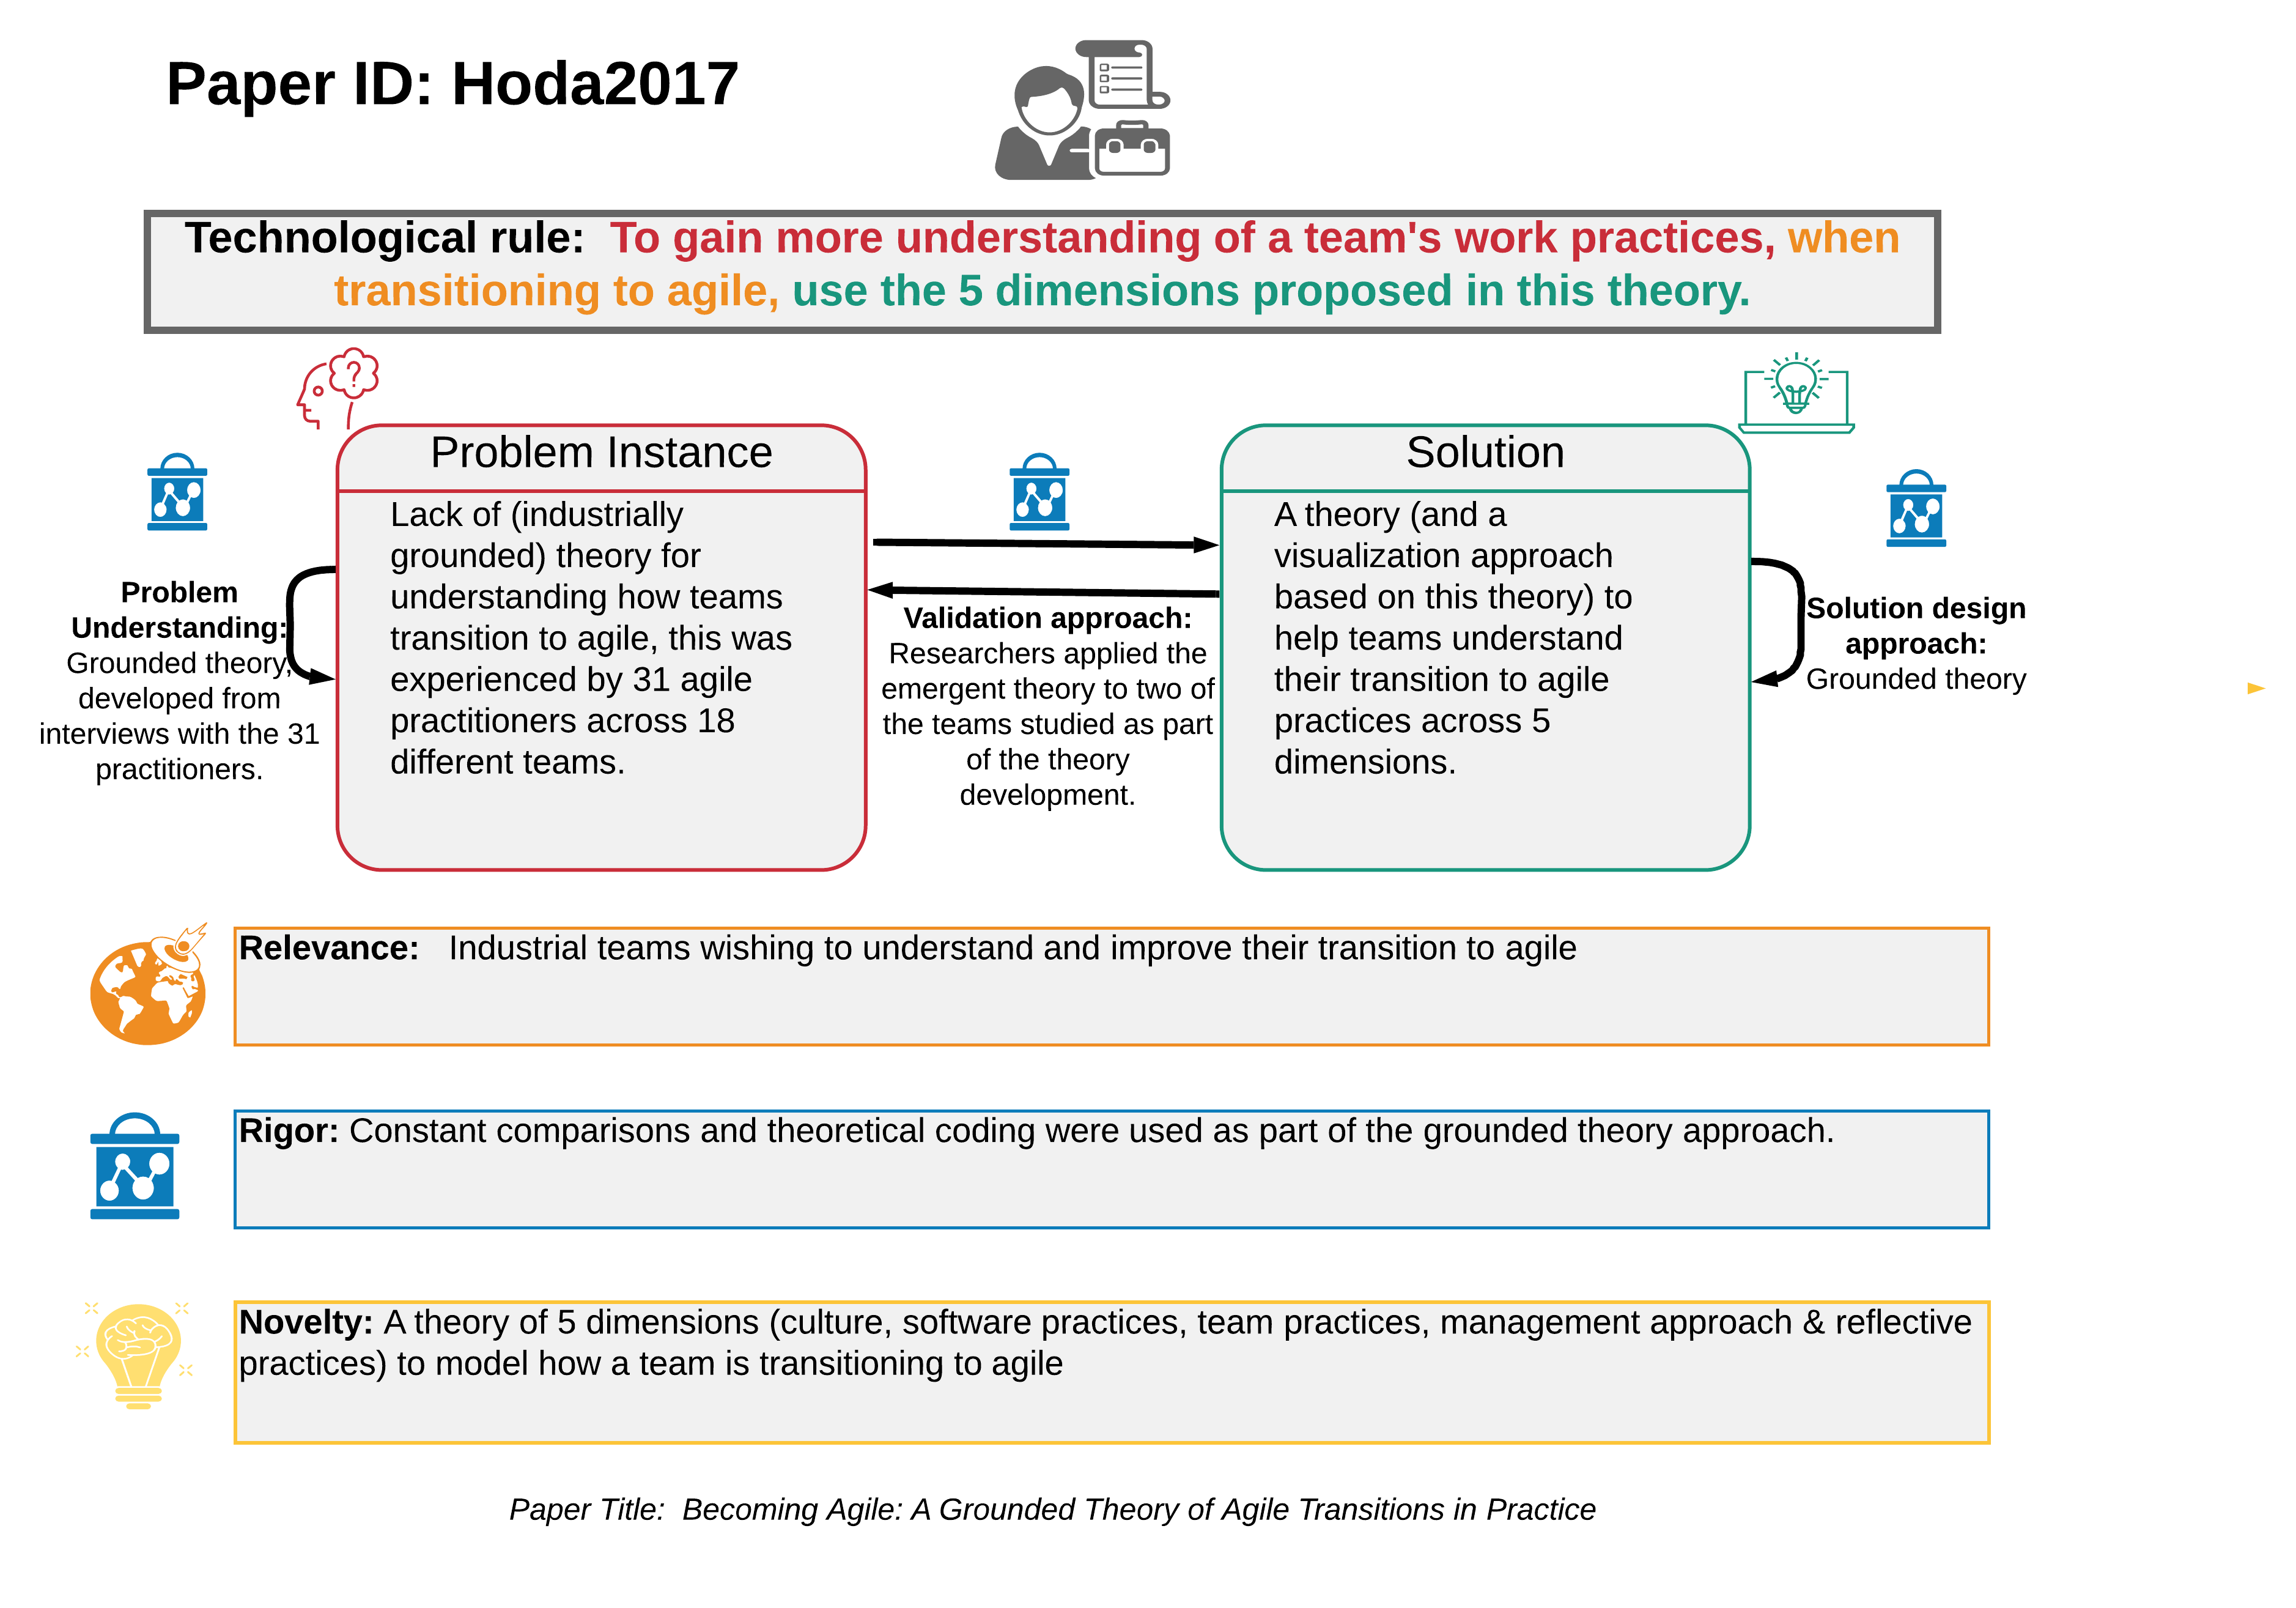 Paper ID: Hoda2017
Technological rule: To gain more understanding of a team's work practices, when
transitioning to agile, use the 5 dimensions proposed in this theory.
Problem Instance
Lack of (industrially
grounded) theory for
understanding how teams
transition to agile, this was
experienced by 31 agile
practitioners across 18
different teams.
Solution
A theory (and a
visualization approach
based on this theory) to
help teams understand
their transition to agile
practices across 5
dimensions.
Problem
Understanding:
Grounded theory,
developed from
interviews with the 31
practitioners.
Validation approach:
Researchers applied the
emergent theory to two of
the teams studied as part
of the theory
development.
Solution design
approach:
Grounded theory
Relevance: Industrial teams wishing to understand and improve their transition to agile
Rigor: Constant comparisons and theoretical coding were used as part of the grounded theory approach.
Novelty: A theory of 5 dimensions (culture, software practices, team practices, management approach & reflective
practices) to model how a team is transitioning to agile
Paper Title: Becoming Agile: A Grounded Theory of Agile Transitions in Practice